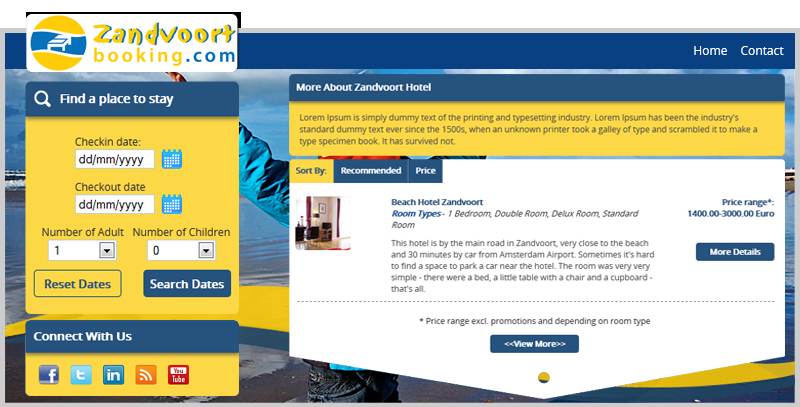 Zandvoort
booking.com
Home Contact
Find a place to stay
Checkin date:
dd/mm/yyyy
Checkout date
dd/mm/yyyy
Number of Adult Number of Children
1 0
Reset Dates Search Dates
Connect With Us
You
Tube
More About Zandvoort Hotel
Lorem Ipsum is simply dummy text of the printing and typesetting industry. Lorem Ipsum has been the industry's
standard dummy text ever since the 1500s, when an unknown printer took a galley of type and scrambled it to make a
type specimen book. It has survived not.
Sort By: Recommended Price
Beach Hotel Zandvoort
Room Types - 1 Bedroom, Double Room, Delux Room, Standard
Room
This hotel is by the main road in Zandvoort, very close to the beach
and 30 minutes by car from Amsterdam Airport. Sometimes it's hard
to find a space to park a car near the hotel. The room was very very
simple - there were a bed, a little table with a chair and a cupboard -
that's all.
Price range*:
1400.00-3000.00 Euro
More Details
* Price range excl. promotions and depending on room type
<<View More>>